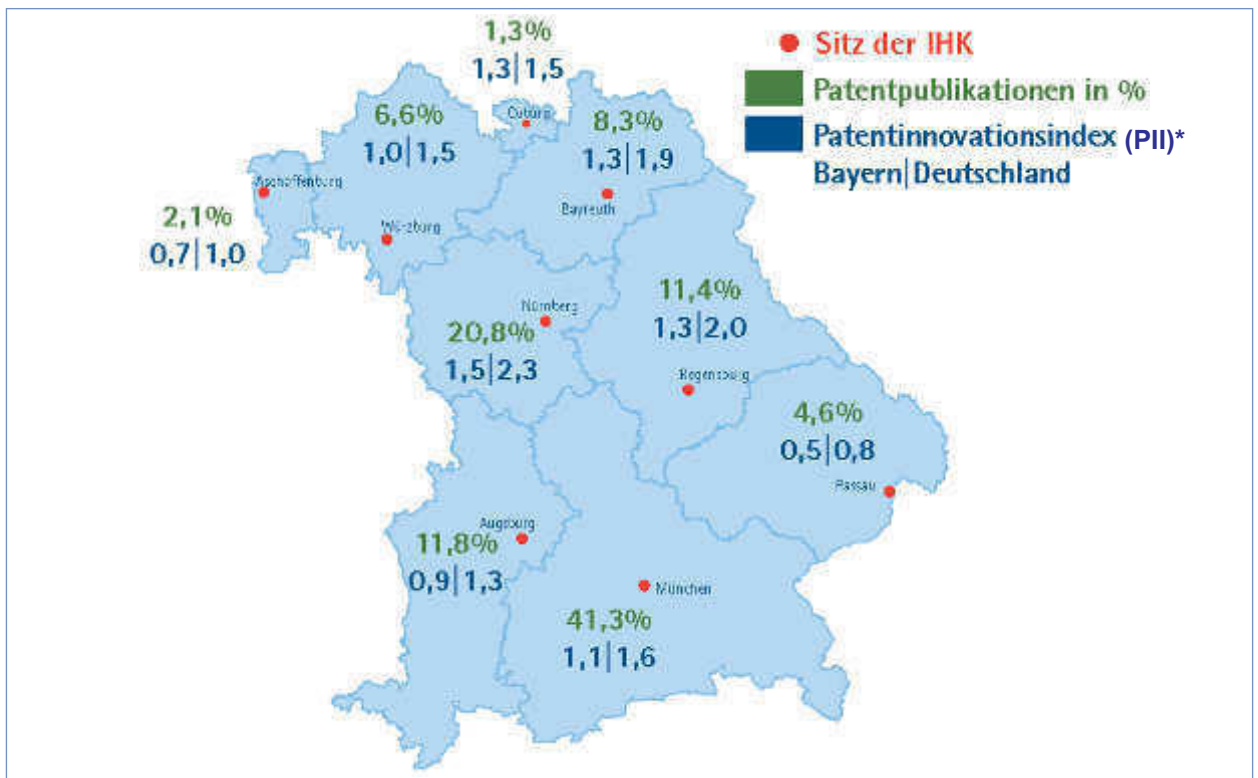 1,3%
1,3|1,5
Sitz der IHK
Patentpublikationen in %
Patentinnovationsindex (PII)*
Bayern|Deutschland
Coburg
6,6%
1,0|1,5
8,3%
1,3|1,9
Aschaffenburg
Bayreuth
2,1%
0,7|1,0
Würzburg
11,4%
1,3|2,0
Nürnberg
20,8%
1,5|2,3
Regensburg
4,6%
0,5|0,8
Passau
Augsburg
11,8%
0,9|1,3
München
41,3%
1,1|1,6